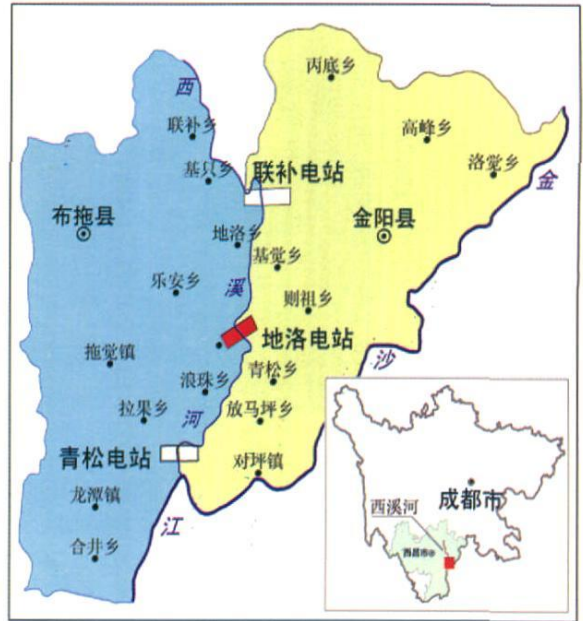 丙底乡
西
联补乡
高峰乡
洛觉乡
基只乡
联补电站
金
布拖县
金阳县
地洛乡
基觉乡
乐安乡
溪
则祖乡
地洛电站
拖觉镇
沙
青松乡
浪珠乡
拉果乡
河
放马坪乡
青松电站
对坪镇
龙潭镇
江
合井乡
成都市
西溪河
西昌市